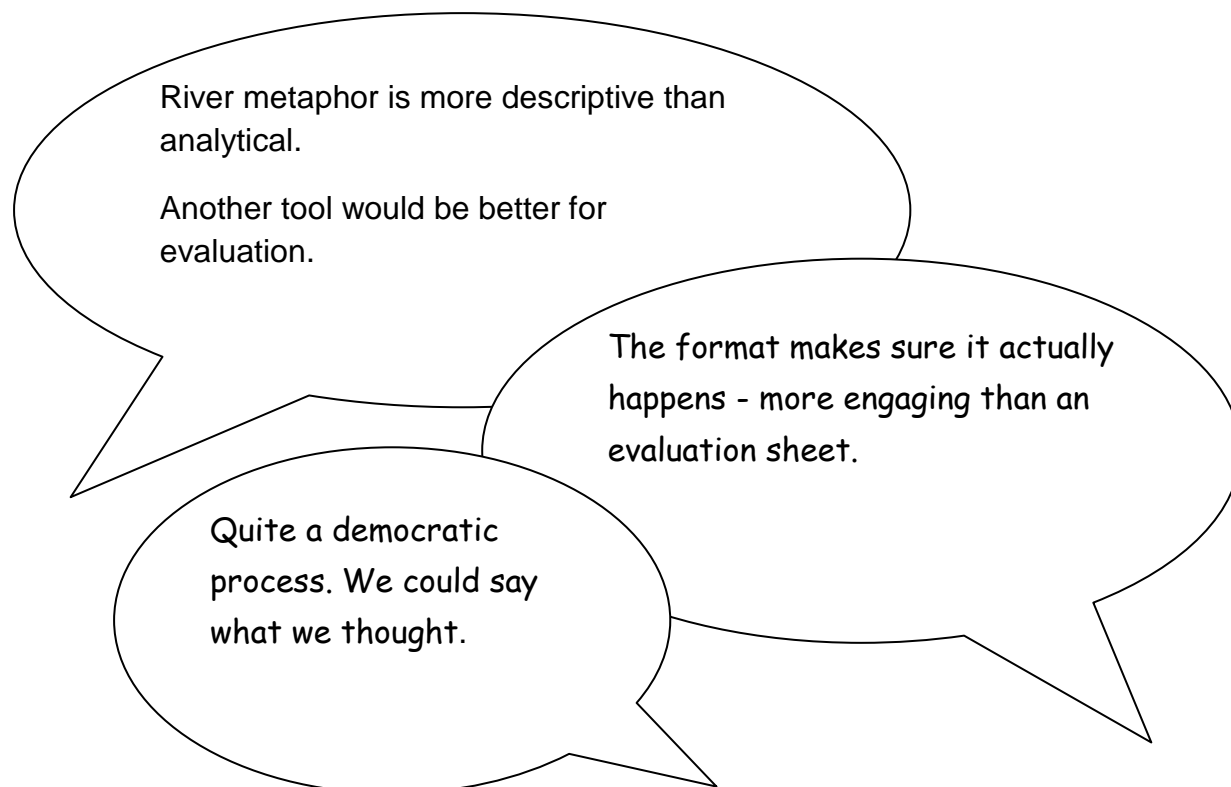 River metaphor is more descriptive than
analytical.
Another tool would be better for
evaluation.
The format makes sure it actually
happens - more engaging than an
evaluation sheet.
Quite a democratic
process. We could say
what we thought.